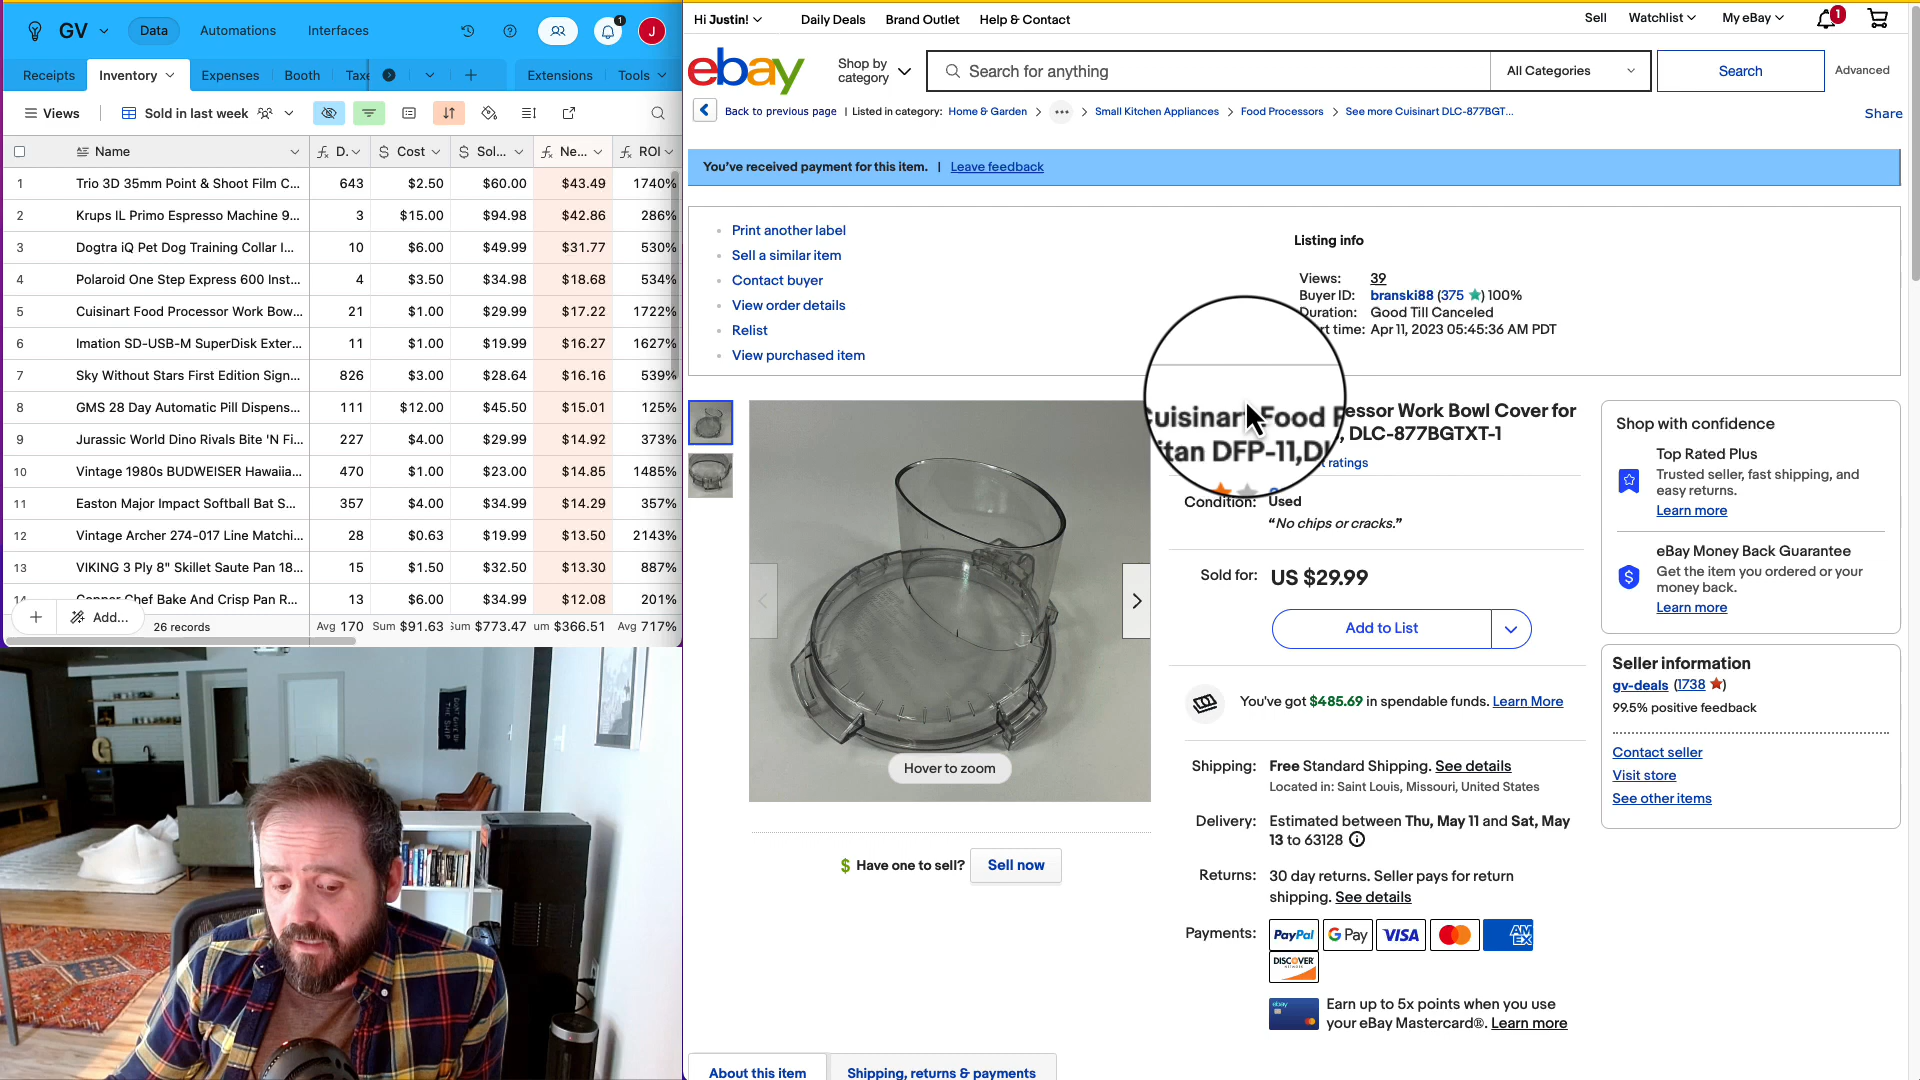 GV
Data
Automations
Interfaces
1
J
Receipts
Inventory
Expenses
Booth
Extensions
Tools
Views
Sold in last week
Name D. Cost Sol... Ne... ROI
1 Trio 3D 35mm Point & Shoot Film C... 643 $2.50 $60.00 $43.49 1740%
2 Krups IL Primo Espresso Machine 9... 3 $15.00 $94.98 $42.86 286%
3 Dogtra iQ Pet Dog Training Collar I... 10 $6.00 $49.99 $31.77 530%
4 Polaroid One Step Express 600 Inst... 4 $3.50 $34.98 $18.68 534%
5 Cuisinart Food Processor Work Bow... 21 $1.00 $29.99 $17.22 1722%
6 Imation SD-USB-M SuperDisk Exter... 11 $1.00 $19.99 $16.27 1627%
7 Sky Without Stars First Edition Sign... 826 $3.00 $28.64 $16.16 539%
8 GMS 28 Day Automatic Pill Dispens... 111 $12.00 $45.50 $15.01 125%
9 Jurassic World Dino Rivals Bite 'N Fi... 227 $4.00 $29.99 $14.92 373%
10 Vintage 1980s BUDWEISER Hawaiia... 470 $1.00 $23.00 $14.85 1485%
11 Easton Major Impact Softball Bat S... 357 $4.00 $34.99 $14.29 357%
12 Vintage Archer 274-017 Line Matchi... 28 $0.63 $19.99 $13.50 2143%
13 VIKING 3 Ply 8" Skillet Saute Pan 18... 15 $1.50 $32.50 $13.30 887%
14 Copper Chef Bake And Crisp Pan R... 13 $6.00 $34.99 $12.08 201%
+ Add...
26 records Avg 170 Sum $91.63 Sum $773.47 um $366.51 Avg 717%
DONT GIVE UP THE SHIP
Hi Justin!
Daily Deals
Brand Outlet
Help & Contact
Sell
Watchlist
My eBay
1
ebay
Shop by category
Search for anything
All Categories
Search
Advanced
Back to previous page | Listed in category: Home & Garden > ... > Small Kitchen Appliances > Food Processors > See more Cuisinart DLC-877BGT...
Share
You've received payment for this item. | Leave feedback
Print another label
Sell a similar item
Contact buyer
View order details
Relist
View purchased item
Listing info
Views: 39
Buyer ID: branski88 (375) 100%
Duration: Good Till Canceled
rt time: Apr 11, 2023 05:45:36 AM PDT
Cuisinart Food P
essor Work Bowl Cover for
itan DFP-11,DL
, DLC-877BGTXT-1
t ratings
Condition: Used
“No chips or cracks.”
Sold for: US $29.99
Add to List
You've got $485.69 in spendable funds. Learn More
Shipping: Free Standard Shipping. See details
Located in: Saint Louis, Missouri, United States
Delivery: Estimated between Thu, May 11 and Sat, May
13 to 63128
Returns: 30 day returns. Seller pays for return
shipping. See details
Payments:
PayPal
G Pay
VISA
AMEX
DISCOVER
ebay
Earn up to 5x points when you use
your eBay Mastercard®. Learn more
Hover to zoom
$ Have one to sell? Sell now
About this item
Shipping, returns & payments
Shop with confidence
Top Rated Plus
Trusted seller, fast shipping, and
easy returns.
Learn more
eBay Money Back Guarantee
Get the item you ordered or your
money back.
Learn more
Seller information
gv-deals (1738)
99.5% positive feedback
Contact seller
Visit store
See other items